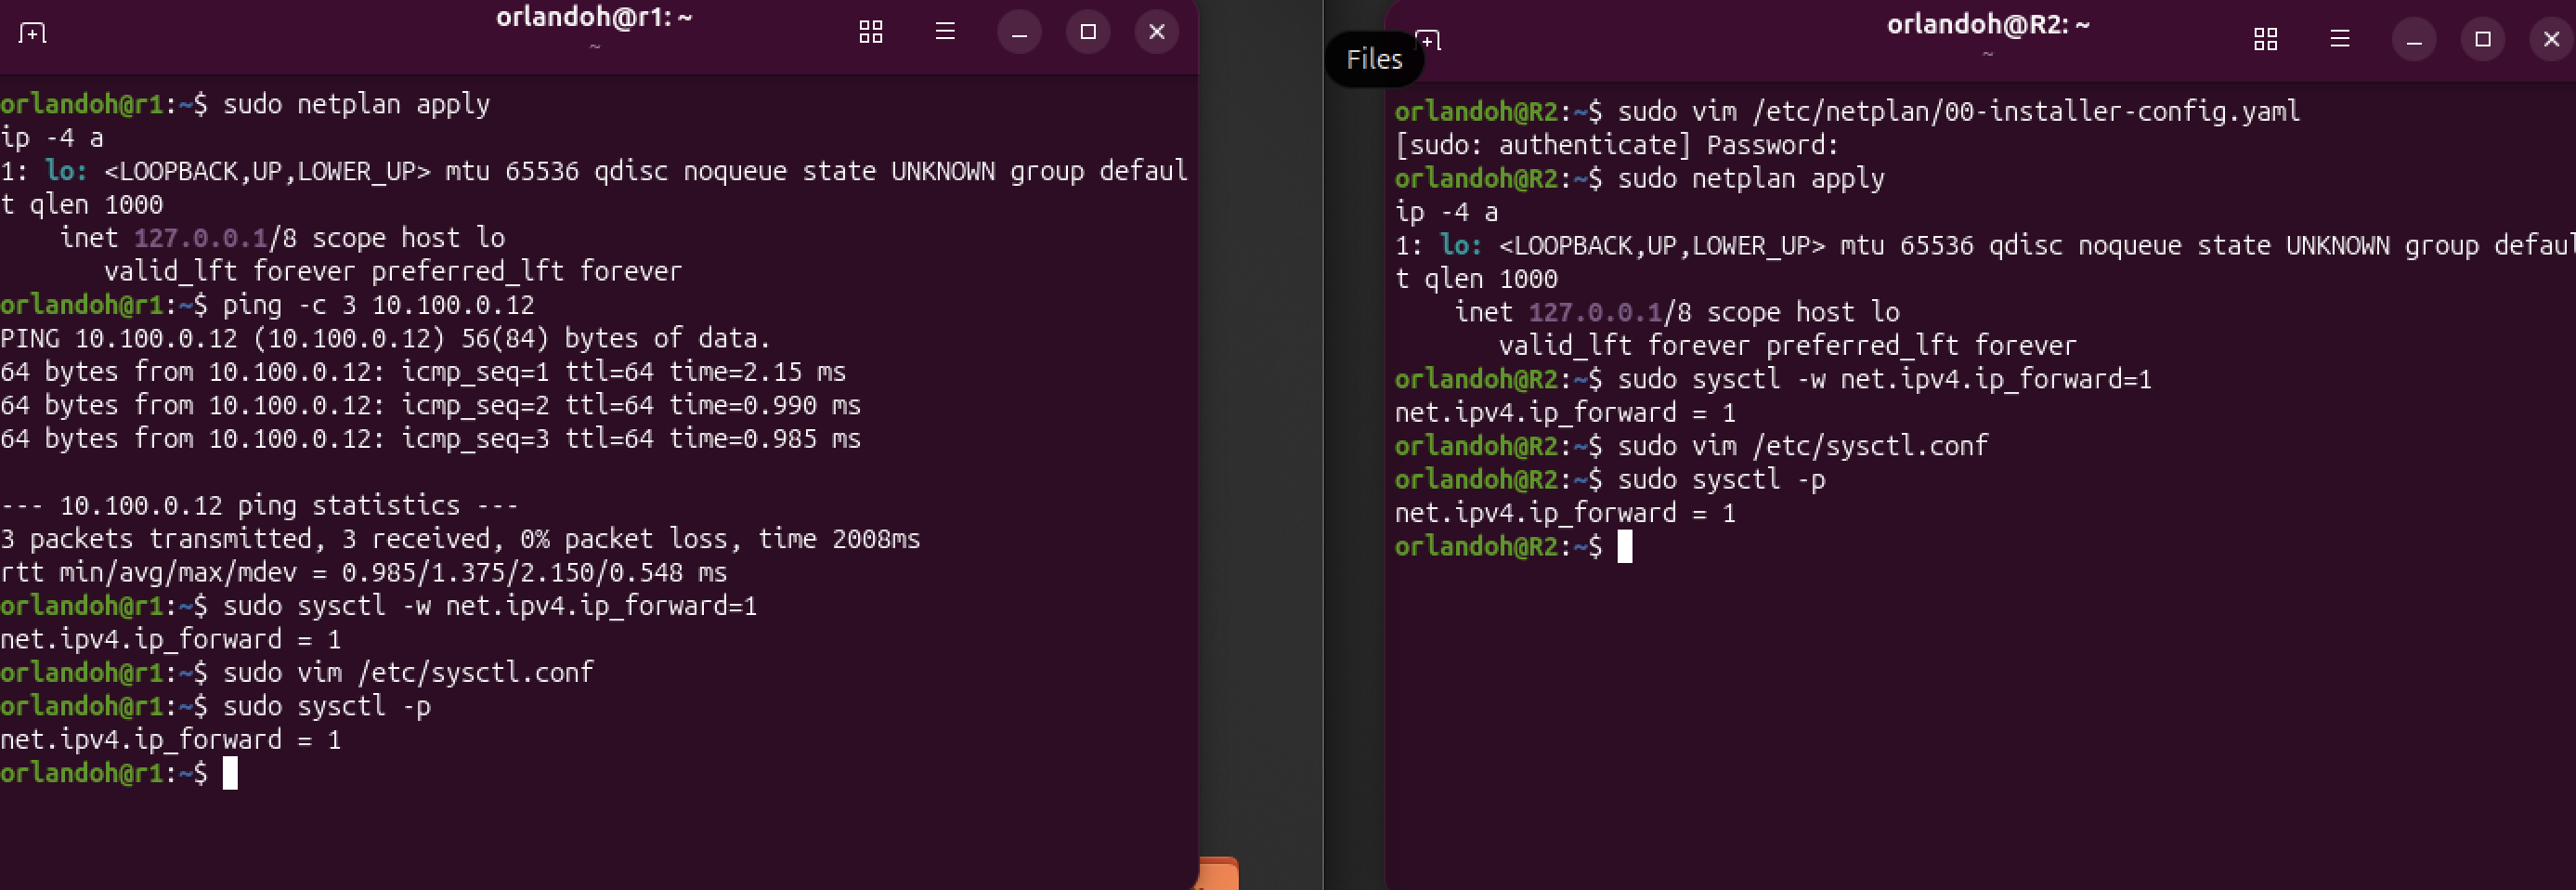 orlandoh@r1: ~
~
orlandoh@r1:~$ sudo netplan apply
ip -4 a
1: lo: <LOOPBACK,UP,LOWER_UP> mtu 65536 qdisc noqueue state UNKNOWN group defaul
t qlen 1000
    inet 127.0.0.1/8 scope host lo
       valid_lft forever preferred_lft forever
orlandoh@r1:~$ ping -c 3 10.100.0.12
PING 10.100.0.12 (10.100.0.12) 56(84) bytes of data.
64 bytes from 10.100.0.12: icmp_seq=1 ttl=64 time=2.15 ms
64 bytes from 10.100.0.12: icmp_seq=2 ttl=64 time=0.990 ms
64 bytes from 10.100.0.12: icmp_seq=3 ttl=64 time=0.985 ms

--- 10.100.0.12 ping statistics ---
3 packets transmitted, 3 received, 0% packet loss, time 2008ms
rtt min/avg/max/mdev = 0.985/1.375/2.150/0.548 ms
orlandoh@r1:~$ sudo sysctl -w net.ipv4.ip_forward=1
net.ipv4.ip_forward = 1
orlandoh@r1:~$ sudo vim /etc/sysctl.conf
orlandoh@r1:~$ sudo sysctl -p
net.ipv4.ip_forward = 1
orlandoh@r1:~$
Files
orlandoh@R2: ~
~
orlandoh@R2:~$ sudo vim /etc/netplan/00-installer-config.yaml
[sudo: authenticate] Password:
orlandoh@R2:~$ sudo netplan apply
ip -4 a
1: lo: <LOOPBACK,UP,LOWER_UP> mtu 65536 qdisc noqueue state UNKNOWN group defaul
t qlen 1000
    inet 127.0.0.1/8 scope host lo
       valid_lft forever preferred_lft forever
orlandoh@R2:~$ sudo sysctl -w net.ipv4.ip_forward=1
net.ipv4.ip_forward = 1
orlandoh@R2:~$ sudo vim /etc/sysctl.conf
orlandoh@R2:~$ sudo sysctl -p
net.ipv4.ip_forward = 1
orlandoh@R2:~$